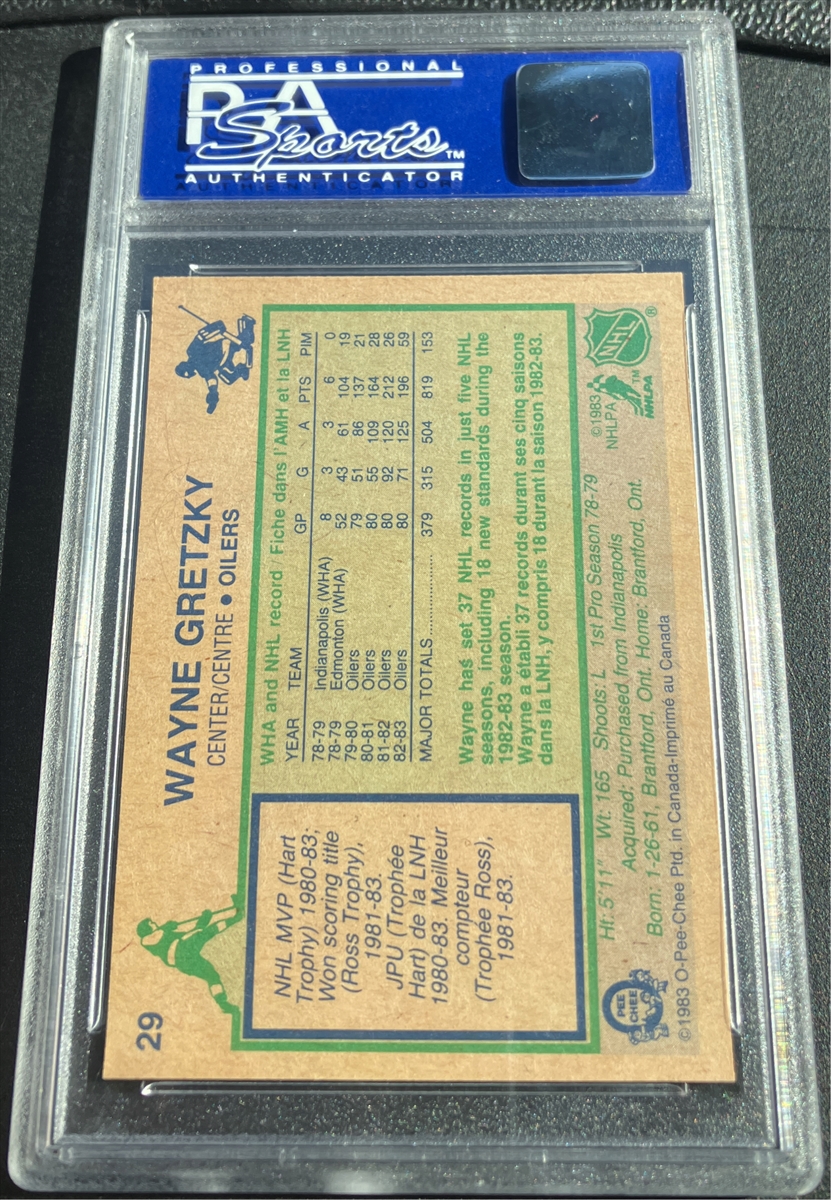 PROFESSIONAL
PSA
Sports™
AUTHENTICATOR
29
WAYNE GRETZKY
CENTER/CENTRE • OILERS
NHL MVP (Hart
Trophy) 1980-83;
Won scoring title
(Ross Trophy),
1981-83.
JPU (Trophée
Hart) de la LNH
1980-83. Meilleur
compteur
(Trophée Ross),
1981-83.
WHA and NHL record / Fiche dans l'AMH et la LNH
YEAR TEAM GP G A PTS PIM
78-79 Indianapolis (WHA) 8 3 3 6 0
78-79 Edmonton (WHA) 52 43 61 104 19
79-80 Oilers 79 51 86 137 21
80-81 Oilers 80 55 109 164 28
81-82 Oilers 80 92 120 212 26
82-83 Oilers 80 71 125 196 59
MAJOR TOTALS .................. 379 315 504 819 153
Wayne has set 37 NHL records in just five NHL
seasons, including 18 new standards during the
1982-83 season.
Wayne a établi 37 records durant ses cinq saisons
dans la LNH, y compris 18 durant la saison 1982-83.
Ht: 5'11" Wt: 165 Shoots: L 1st Pro Season 78-79
Acquired: Purchased from Indianapolis
Born: 1-26-61, Brantford, Ont. Home: Brantford, Ont.
PEE
CHEE
©1983 O-Pee-Chee Ptd. in Canada-Imprimé au Canada
©1983
NHLPA
™
NHLPA
NHL
®